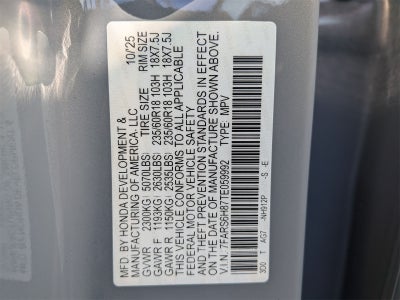 MFD BY HONDA DEVELOPMENT & 10/25
MANUFACTURING OF AMERICA, LLC
TIRE SIZE RIM SIZE
GVWR 2300KG( 5070LBS)
GAWR F 1193KG( 2630LBS) 235/60R18 103H 18X7.5J
GAWR R 1150KG( 2535LBS) 235/60R18 103H 18X7.5J
THIS VEHICLE CONFORMS TO ALL APPLICABLE
FEDERAL MOTOR VEHICLE SAFETY
AND THEFT PREVENTION STANDARDS IN EFFECT
ON THE DATE OF MANUFACTURE SHOWN ABOVE.
V.I.N. 7FARS6H87TE059992 TYPE: MPV
T AG7 -S -E